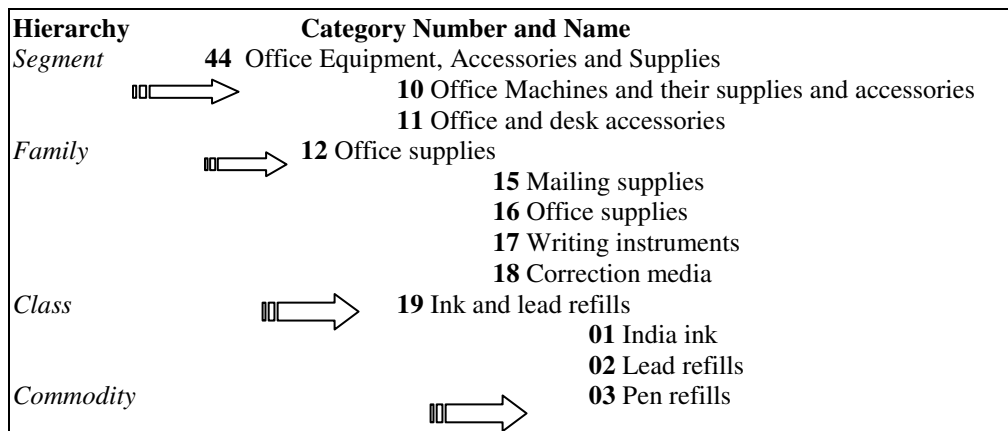 Hierarchy Category Number and Name
Segment 44 Office Equipment, Accessories and Supplies
10 Office Machines and their supplies and accessories
11 Office and desk accessories
Family 12 Office supplies
15 Mailing supplies
16 Office supplies
17 Writing instruments
18 Correction media
Class 19 Ink and lead refills
01 India ink
02 Lead refills
Commodity 03 Pen refills